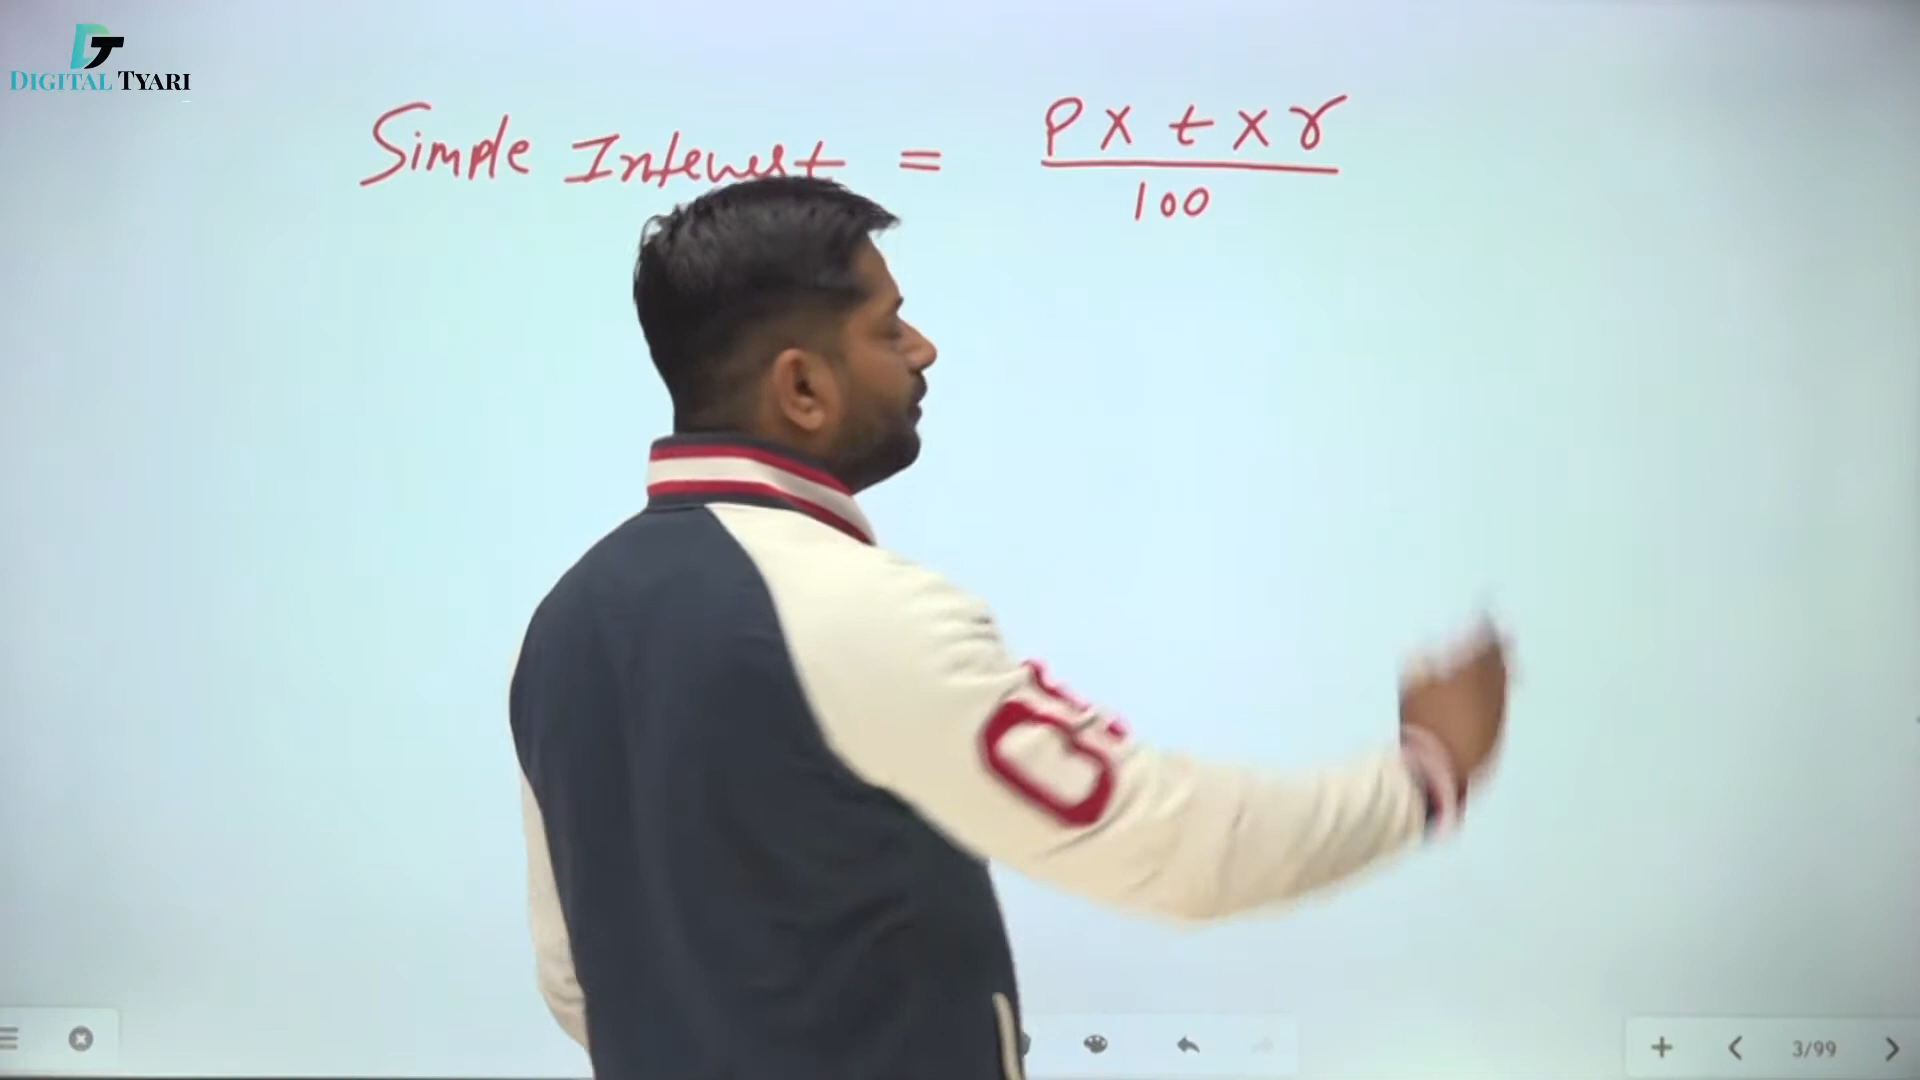 DIGITAL TYARI
Simple Interest = p x t x r
100
3/99